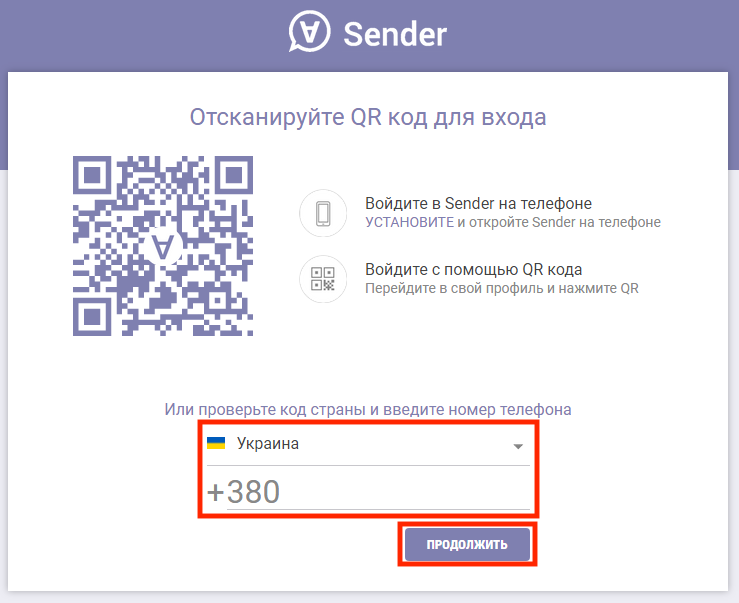 Sender
Отсканируйте QR код для входа
Войдите в Sender на телефоне
УСТАНОВИТЕ и откройте Sender на телефоне
Войдите с помощью QR кода
Перейдите в свой профиль и нажмите QR
Или проверьте код страны и введите номер телефона
Украина
+380
ПРОДОЛЖИТЬ